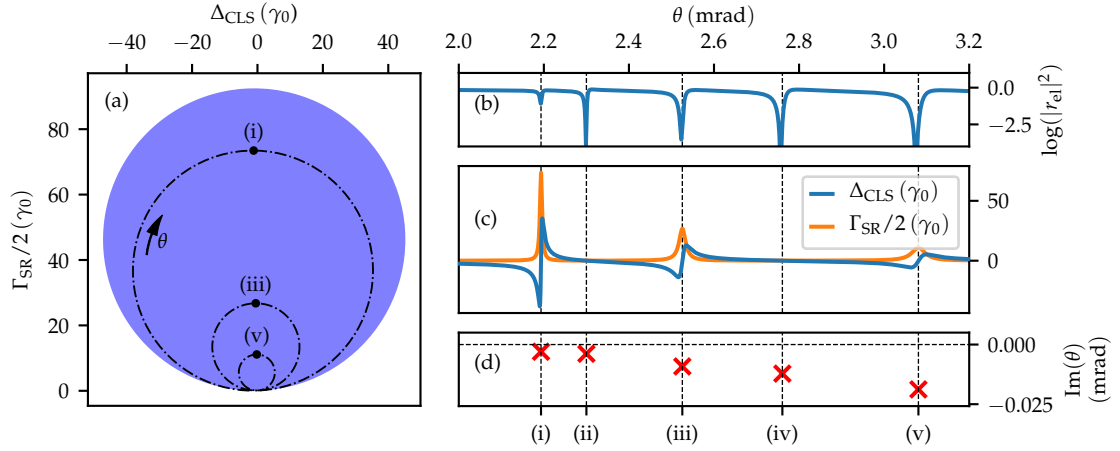 Δ_CLS (γ₀)
−40 −20 0 20 40
(a)
(i)
θ
(iii)
(v)
80
60
40
20
0
Γ_SR/2 (γ₀)
θ (mrad)
2.0 2.2 2.4 2.6 2.8 3.0 3.2
(b)
0.0
−2.5
log(|r_el|²)
(c)
Δ_CLS (γ₀)
Γ_SR/2 (γ₀)
50
0
(d)
0.000
−0.025
Im(θ)
(mrad)
(i) (ii) (iii) (iv) (v)